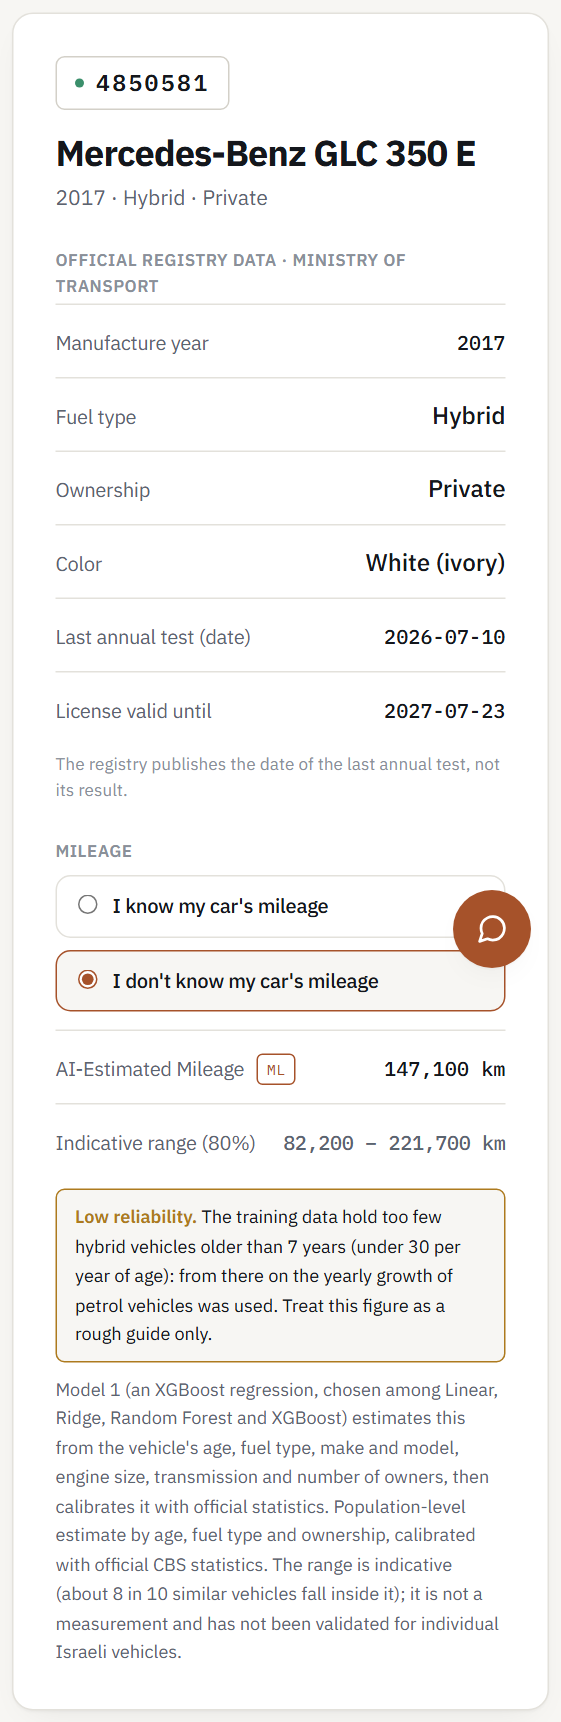 4850581
Mercedes-Benz GLC 350 E
2017 · Hybrid · Private
OFFICIAL REGISTRY DATA · MINISTRY OF
TRANSPORT
Manufacture year 2017
Fuel type Hybrid
Ownership Private
Color White (ivory)
Last annual test (date) 2026-07-10
License valid until 2027-07-23
The registry publishes the date of the last annual test, not
its result.
MILEAGE
I know my car's mileage
I don't know my car's mileage
AI-Estimated Mileage ML 147,100 km
Indicative range (80%) 82,200 – 221,700 km
Low reliability. The training data hold too few
hybrid vehicles older than 7 years (under 30 per
year of age): from there on the yearly growth of
petrol vehicles was used. Treat this figure as a
rough guide only.
Model 1 (an XGBoost regression, chosen among Linear,
Ridge, Random Forest and XGBoost) estimates this
from the vehicle's age, fuel type, make and model,
engine size, transmission and number of owners, then
calibrates it with official statistics. Population-level
estimate by age, fuel type and ownership, calibrated
with official CBS statistics. The range is indicative
(about 8 in 10 similar vehicles fall inside it); it is not a
measurement and has not been validated for individual
Israeli vehicles.